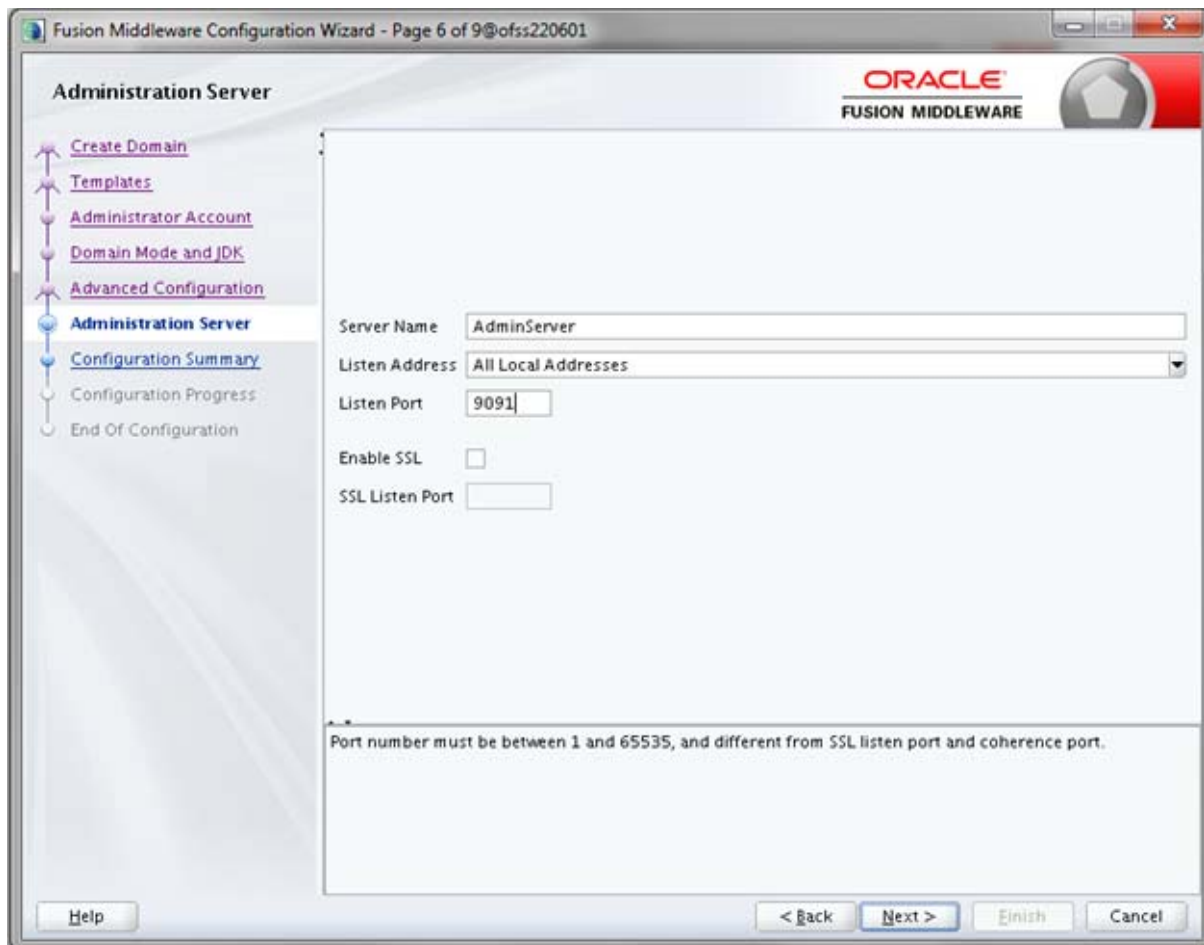 Fusion Middleware Configuration Wizard - Page 6 of 9@ofss220601
Administration Server
ORACLE
FUSION MIDDLEWARE
Create Domain
Templates
Administrator Account
Domain Mode and JDK
Advanced Configuration
Administration Server
Configuration Summary
Configuration Progress
End Of Configuration
Server Name AdminServer
Listen Address All Local Addresses
Listen Port 9091
Enable SSL
SSL Listen Port
Port number must be between 1 and 65535, and different from SSL listen port and coherence port.
Help < Back Next > Finish Cancel